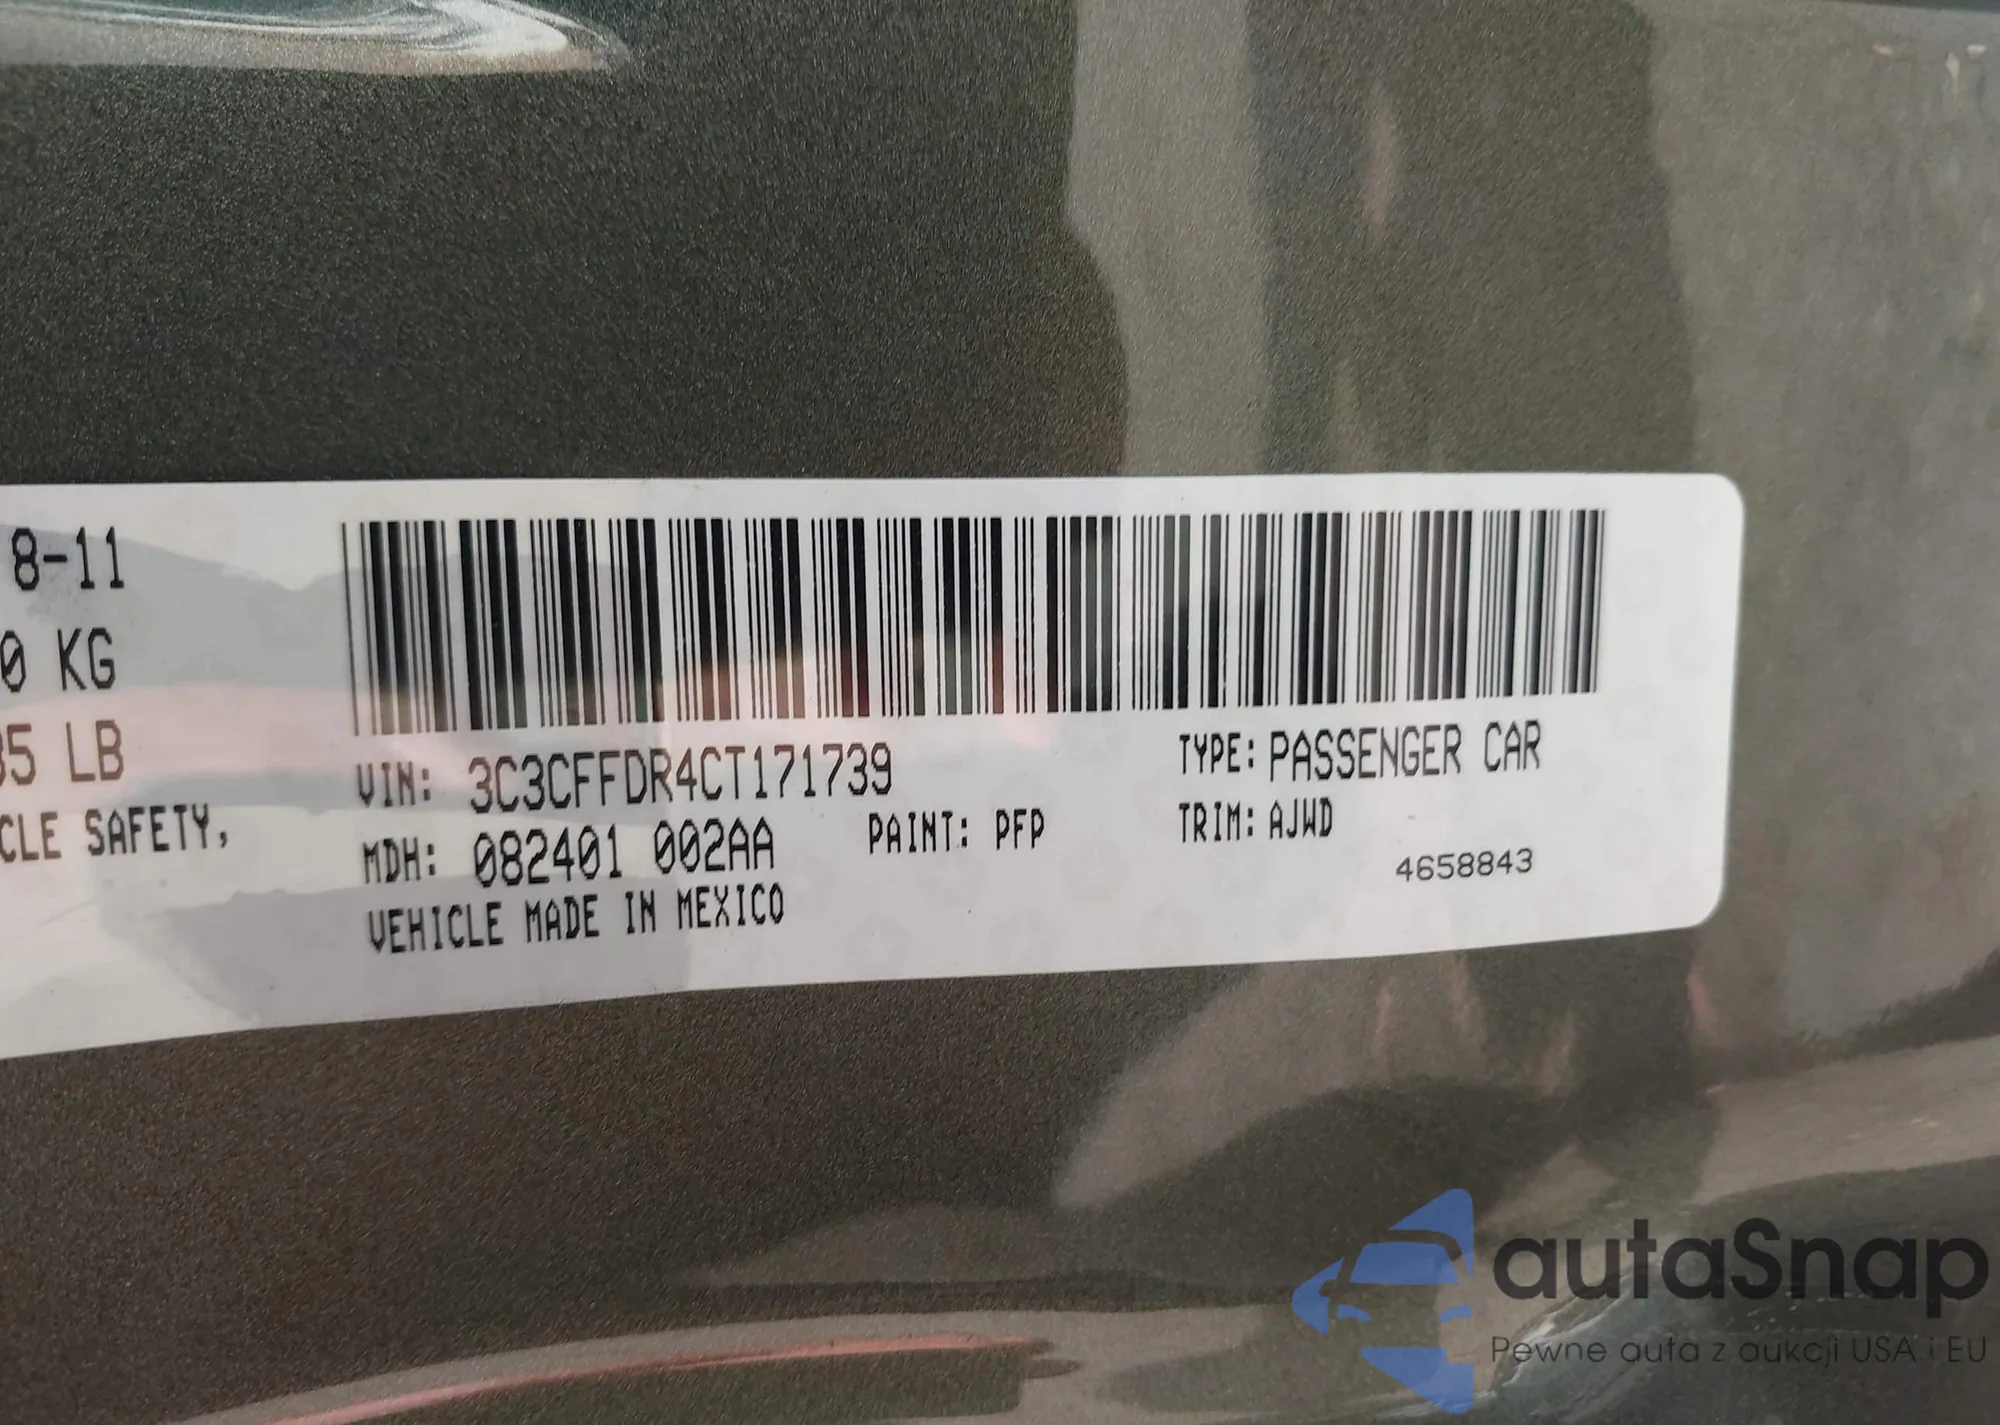 8-11
0 KG
35 LB
CLE SAFETY,
VIN: 3C3CFFDR4CT171739
TYPE: PASSENGER CAR
MDH: 082401 002AA
PAINT: PFP
TRIM: AJWD
VEHICLE MADE IN MEXICO
4658843
autaSnap
Pewne auta z aukcji USA i EU